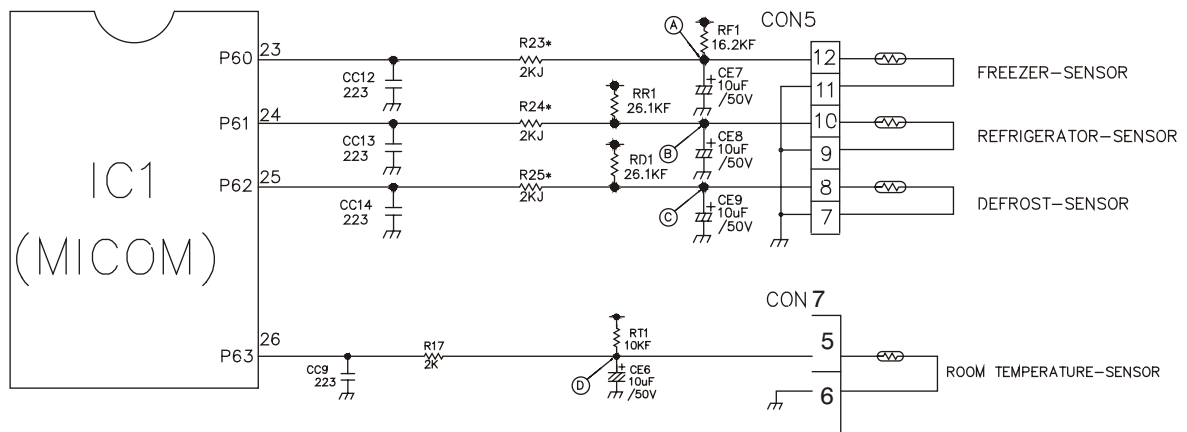 CON5
IC1
(MICOM)
P60 23
CC12
223
R23*
2KJ
A
RF1
16.2KF
CE7
+
10uF
/50V
12
11
FREEZER-SENSOR
P61 24
CC13
223
R24*
2KJ
RR1
26.1KF
B
CE8
+
10uF
/50V
10
9
REFRIGERATOR-SENSOR
P62 25
CC14
223
R25*
2KJ
RD1
26.1KF
C
CE9
+
10uF
/50V
8
7
DEFROST-SENSOR
CON7
P63 26
CC9
223
R17
2K
RT1
10KF
D
CE6
+
10uF
/50V
5
6
ROOM TEMPERATURE-SENSOR